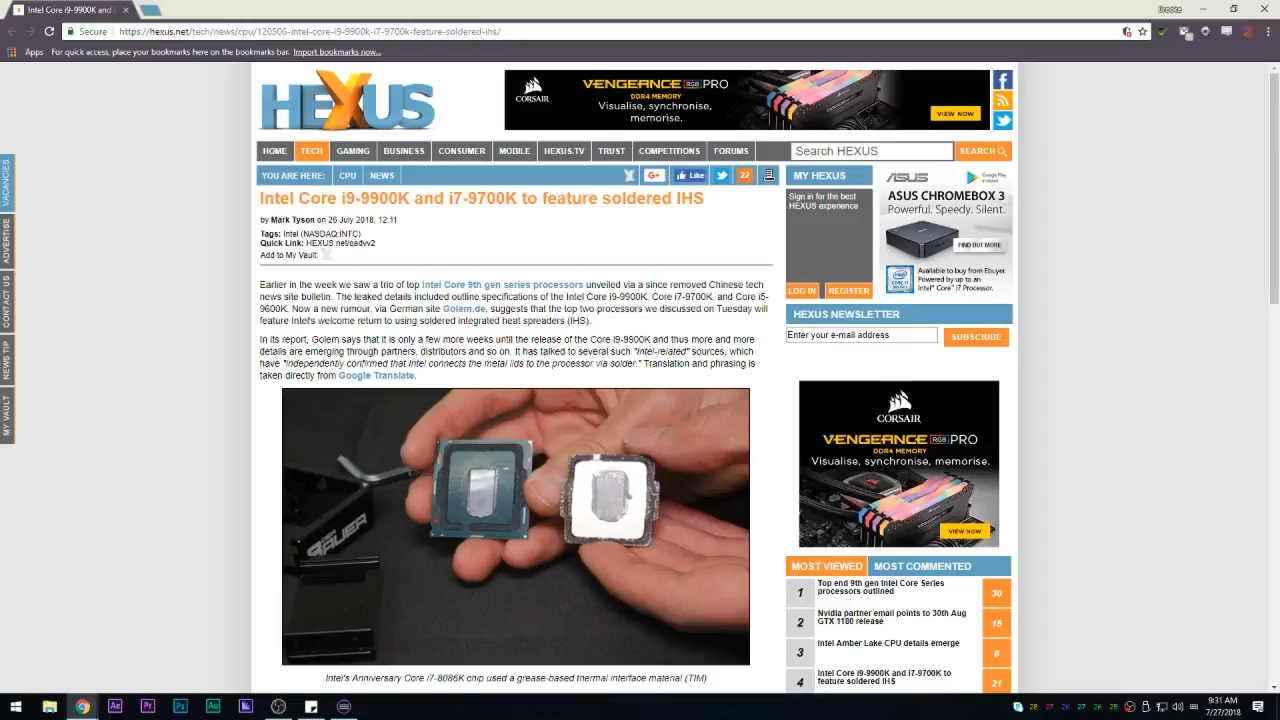 Intel Core i9-9900K and
Brooke
Secure
https://hexus.net/tech/news/cpu/120506-intel-core-i9-9900k-i7-9700k-feature-soldered-ihs/
Apps
For quick access, place your bookmarks here on the bookmarks bar. Import bookmarks now...
HEXUS
CORSAIR
VENGEANCE RGB PRO
DDR4 MEMORY
Visualise, synchronise,
memorise.
VIEW NOW
HOME
TECH
GAMING
BUSINESS
CONSUMER
MOBILE
HEXUS.TV
TRUST
COMPETITIONS
FORUMS
Search HEXUS
SEARCH
VACANCIES
ADVERTISE
CONTACT US
NEWS TIP
MY VAULT
YOU ARE HERE:
CPU
NEWS
G+
Like
22
Intel Core i9-9900K and i7-9700K to feature soldered IHS
by Mark Tyson on 26 July 2018, 12:11
Tags: Intel (NASDAQ:INTC)
Quick Link: HEXUS.net/qadvv2
Add to My Vault:
Earlier in the week we saw a trio of top Intel Core 9th gen series processors unveiled via a since removed Chinese tech
news site bulletin. The leaked details included outline specifications of the Intel Core i9-9900K. Core i7-9700K, and Core i5-
9600K. Now a new rumour, via German site Golem.de, suggests that the top two processors we discussed on Tuesday will
feature Intel's welcome return to using soldered integrated heat spreaders (IHS).
In its report, Golem says that it is only a few more weeks until the release of the Core i9-9900K and thus more and more
details are emerging through partners, distributors and so on. It has talked to several such "Intel-related" sources, which
have "independently confirmed that Intel connects the metal lids to the processor via solder." Translation and phrasing is
taken directly from Google Translate.
BAUER
Intel's Anniversary Core i7-8086K chip used a grease-based thermal interface material (TIM)
MY HEXUS
Sign in for the best
HEXUS experience
LOG IN
REGISTER
ASUS
Google Play
enabled
ASUS CHROMEBOX 3
Powerful. Speedy. Silent.
FIND OUT MORE
Available to buy from Ebuyer.
Powered by up to an
Intel® Core™ i7 Processor.
HEXUS NEWSLETTER
Enter your e-mail address
SUBSCRIBE
CORSAIR
VENGEANCE RGB PRO
DDR4 MEMORY
Visualise, synchronise, memorise.
VIEW NOW
MOST VIEWED
MOST COMMENTED
1
Top end 9th gen Intel Core Series
processors outlined
30
2
Nvidia partner email points to 30th Aug
GTX 1180 release
15
3
Intel Amber Lake CPU details emerge
6
4
Intel Core i9-9900K and i7-9700K to
feature soldered IHS
21
Ae
Pr
Ps
Au
28 27 26 27 26 25
9:31 AM
7/27/2018